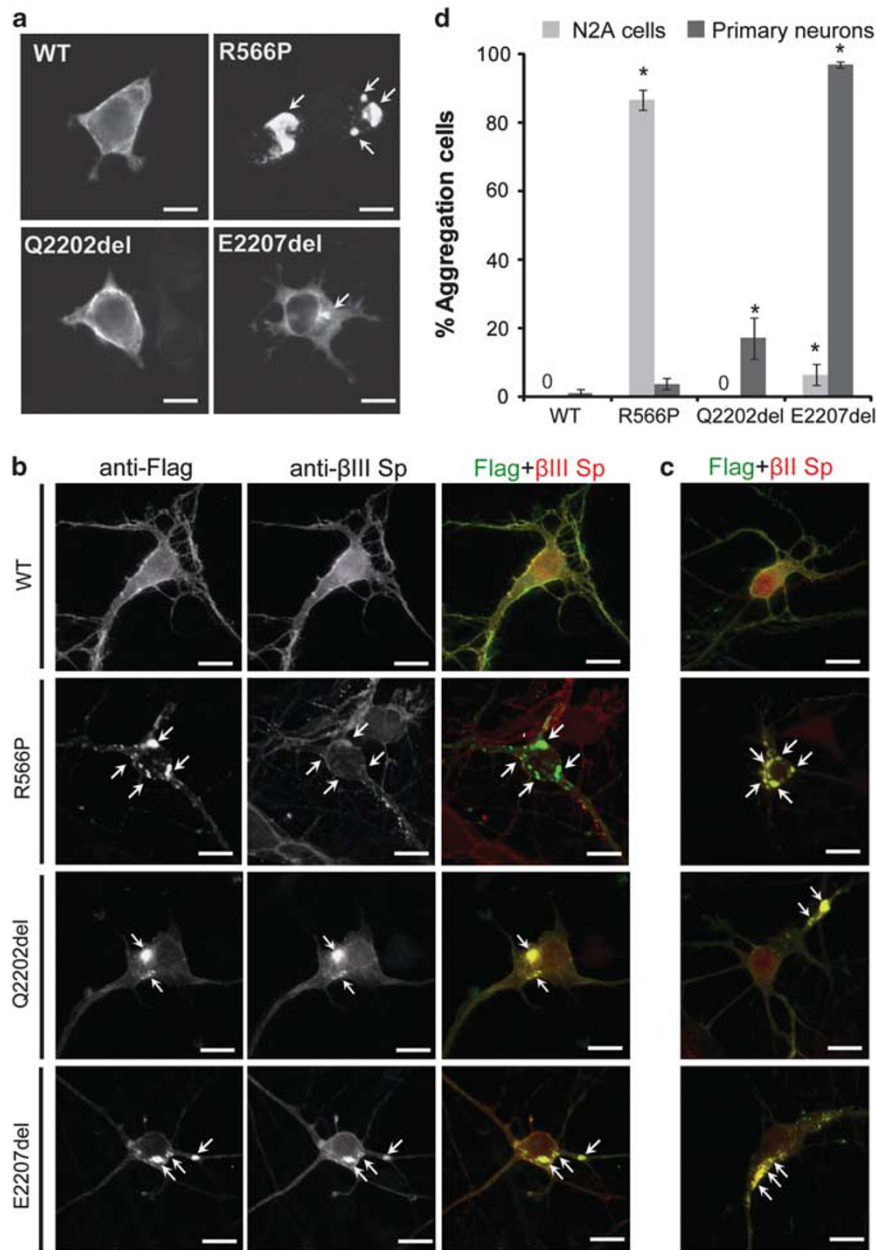 a
WT
R566P
Q2202del
E2207del
d
N2A cells
Primary neurons
% Aggregation cells
100
80
60
40
20
0
0
0
*
*
*
*
WT
R566P
Q2202del
E2207del
b
anti-Flag
anti-βIII Sp
Flag+βIII Sp
c
Flag+βII Sp
WT
R566P
Q2202del
E2207del